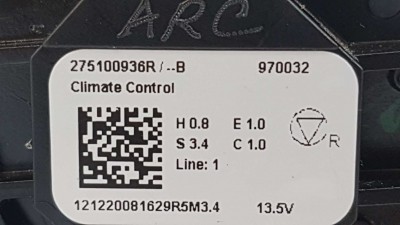 ARC
275100936R / --B 970032
Climate Control
H 0.8 E 1.0
S 3.4 C 1.0
R
Line: 1
121220081629R5M3.4 13.5V